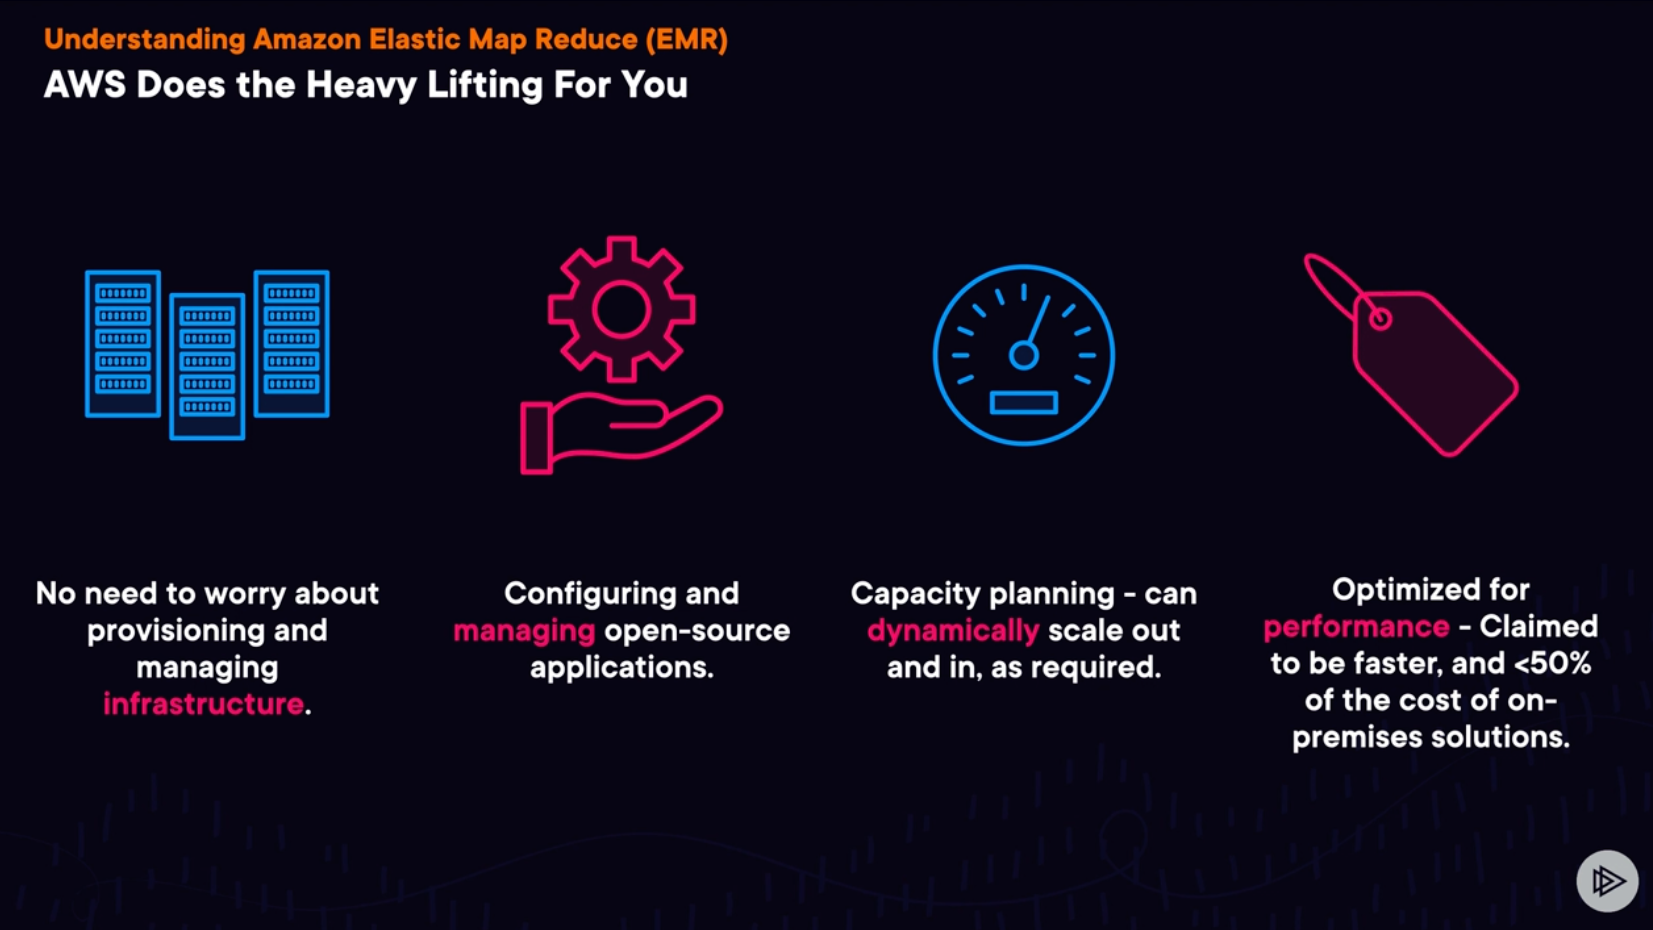 Understanding Amazon Elastic Map Reduce (EMR)
AWS Does the Heavy Lifting For You
No need to worry about
provisioning and
managing
infrastructure.
Configuring and
managing open-source
applications.
Capacity planning - can
dynamically scale out
and in, as required.
Optimized for
performance - Claimed
to be faster, and <50%
of the cost of on-
premises solutions.